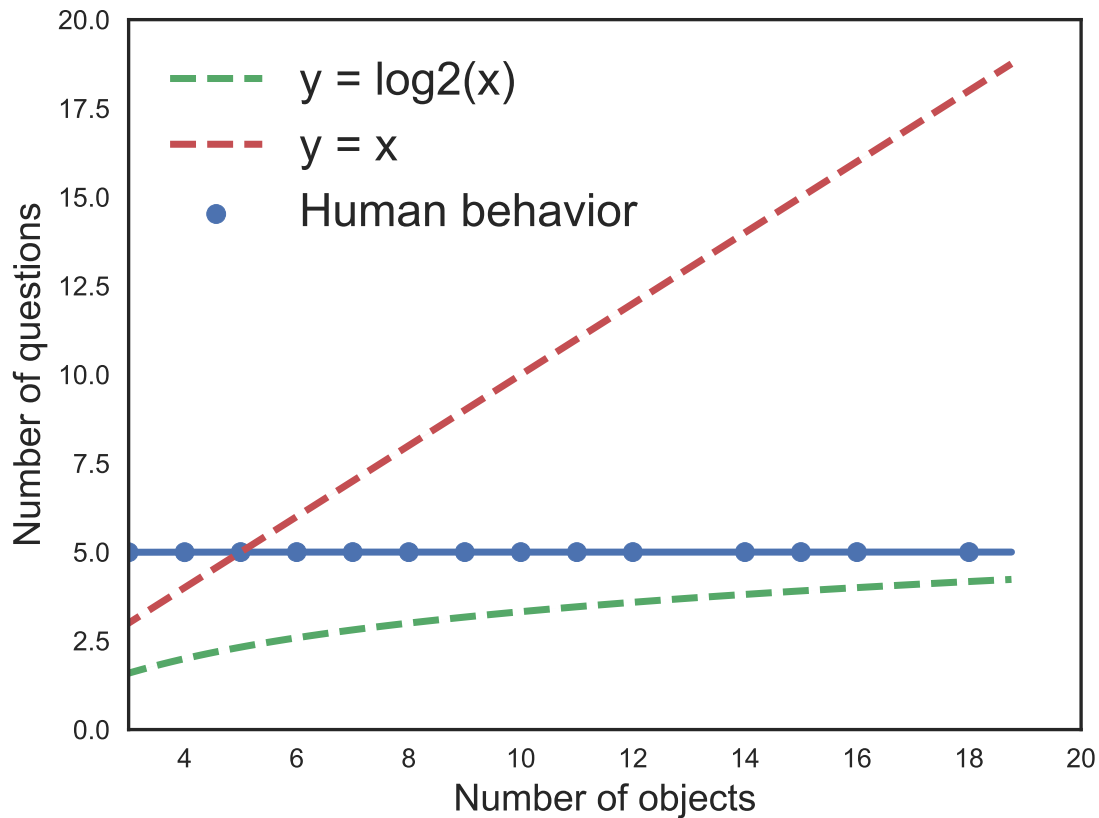 y = log2(x)
y = x
Human behavior
Number of questions
20.0
17.5
15.0
12.5
10.0
7.5
5.0
2.5
0.0
4 6 8 10 12 14 16 18 20
Number of objects